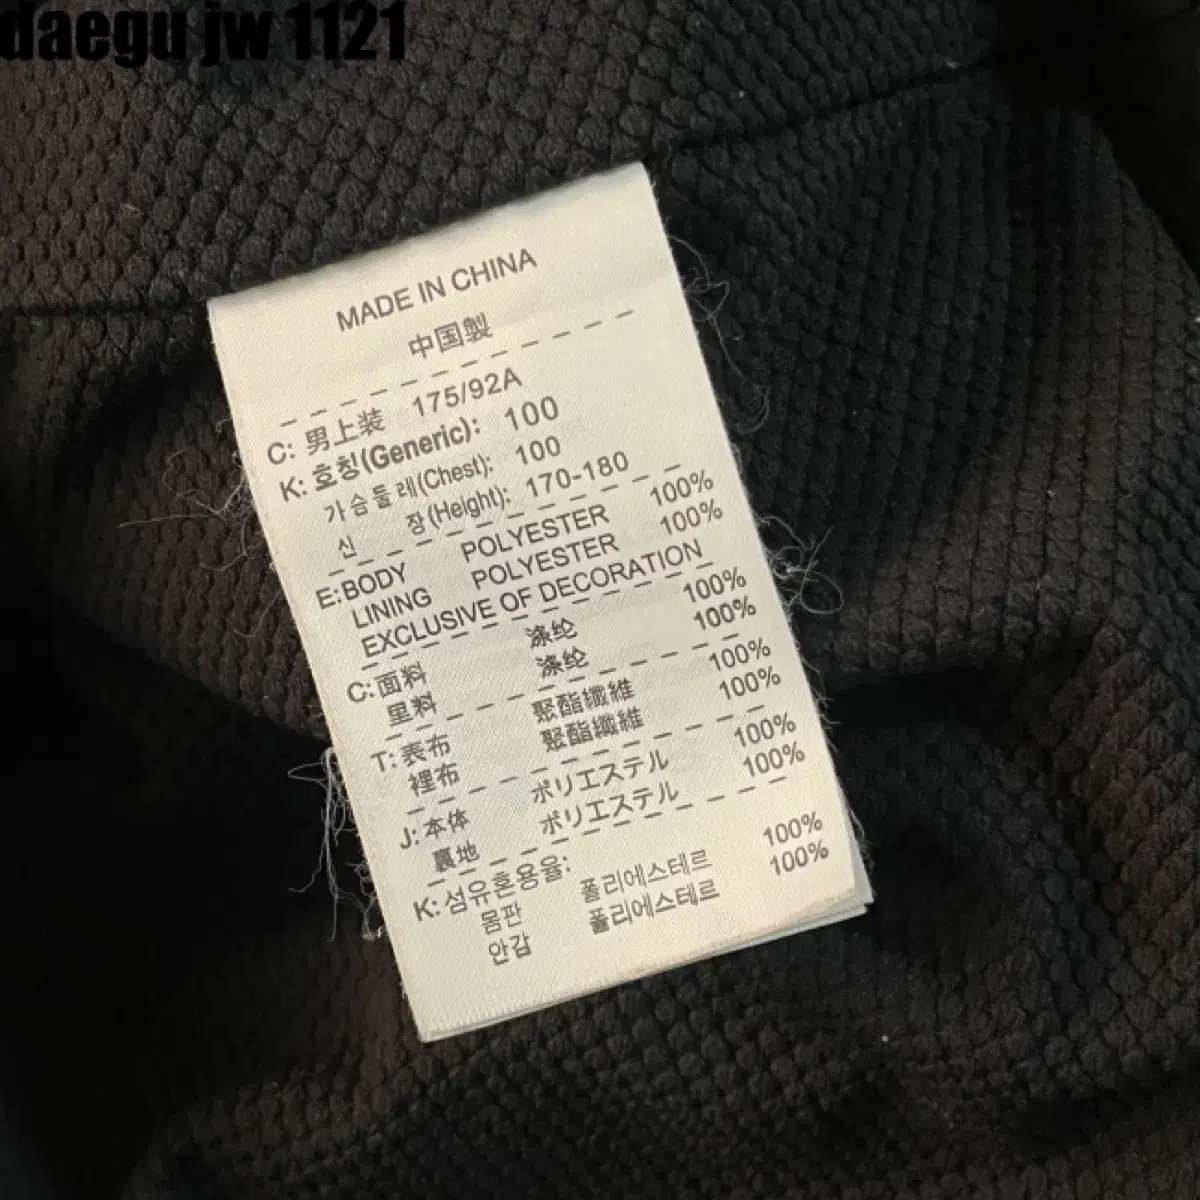 daegu jw 1121
MADE IN CHINA
中国製
C: 男上装 175/92A
K: 호칭(Generic): 100
가슴둘레(Chest): 100
신 장(Height): 170-180
E: BODY POLYESTER 100%
LINING POLYESTER 100%
EXCLUSIVE OF DECORATION
C: 面料 涤纶 100%
里料 涤纶 100%
T: 表布 聚酯纖維 100%
裡布 聚酯纖維 100%
J: 本体 ポリエステル 100%
裏地 ポリエステル 100%
K: 섬유혼용율:
몸판 폴리에스테르 100%
안감 폴리에스테르 100%